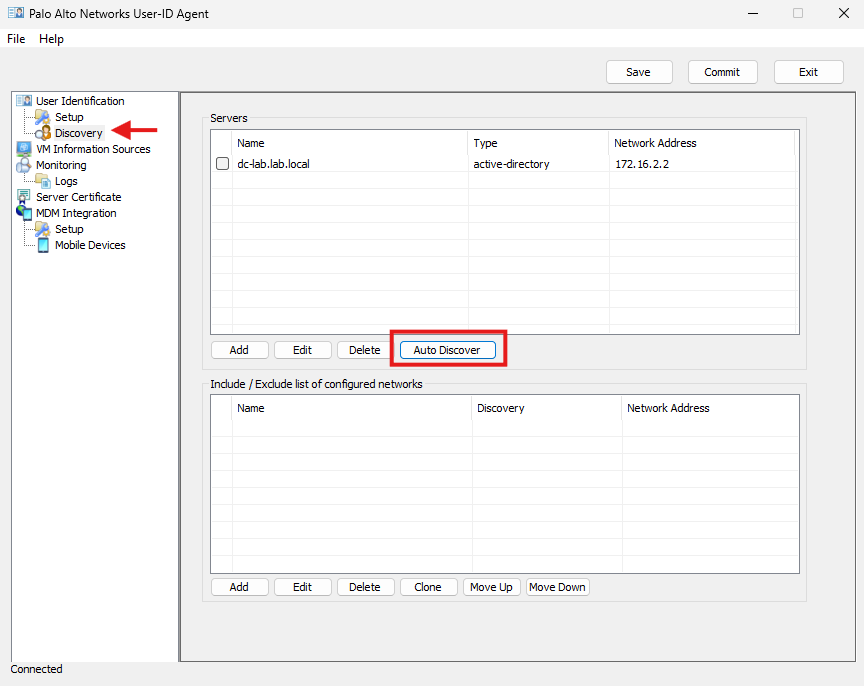 Palo Alto Networks User-ID Agent
File Help
Save Commit Exit
User Identification
Setup
Discovery
VM Information Sources
Monitoring
Logs
Server Certificate
MDM Integration
Setup
Mobile Devices
Servers
Name Type Network Address
dc-lab.lab.local active-directory 172.16.2.2
Add Edit Delete Auto Discover
Include / Exclude list of configured networks
Name Discovery Network Address
Add Edit Delete Clone Move Up Move Down
Connected